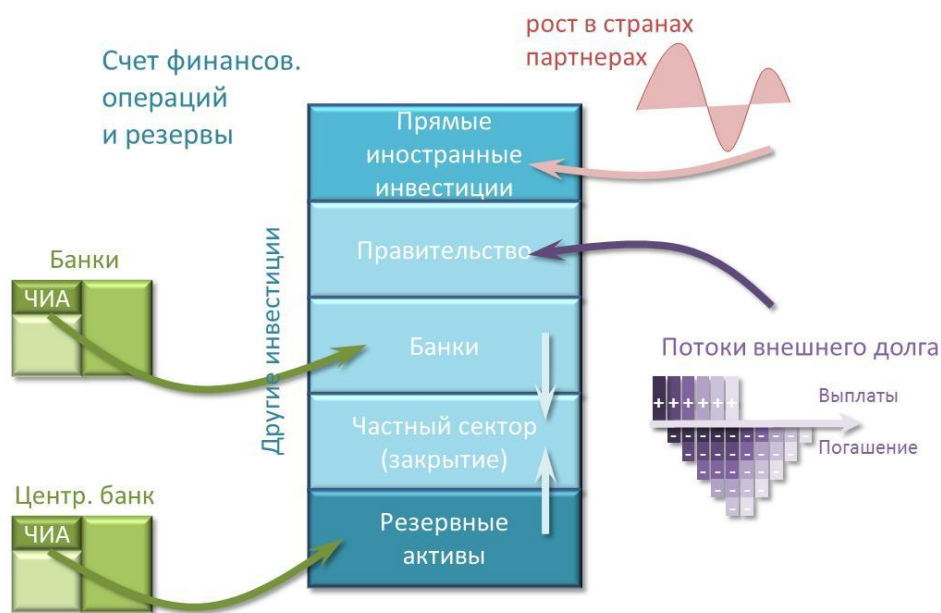 рост в странах
партнерах
Счет финансов.
операций
и резервы
Прямые
иностранные
инвестиции
Правительство
Банки
ЧИА
Другие инвестиции
Банки
Потоки внешнего долга
+ + + + + +
Выплаты
Погашение
- - - - - - - - - -
- - - - - - - -
- - - - - - -
- - - - -
- - - -
- -
Частный сектор
(закрытие)
Центр. банк
ЧИА
Резервные
активы